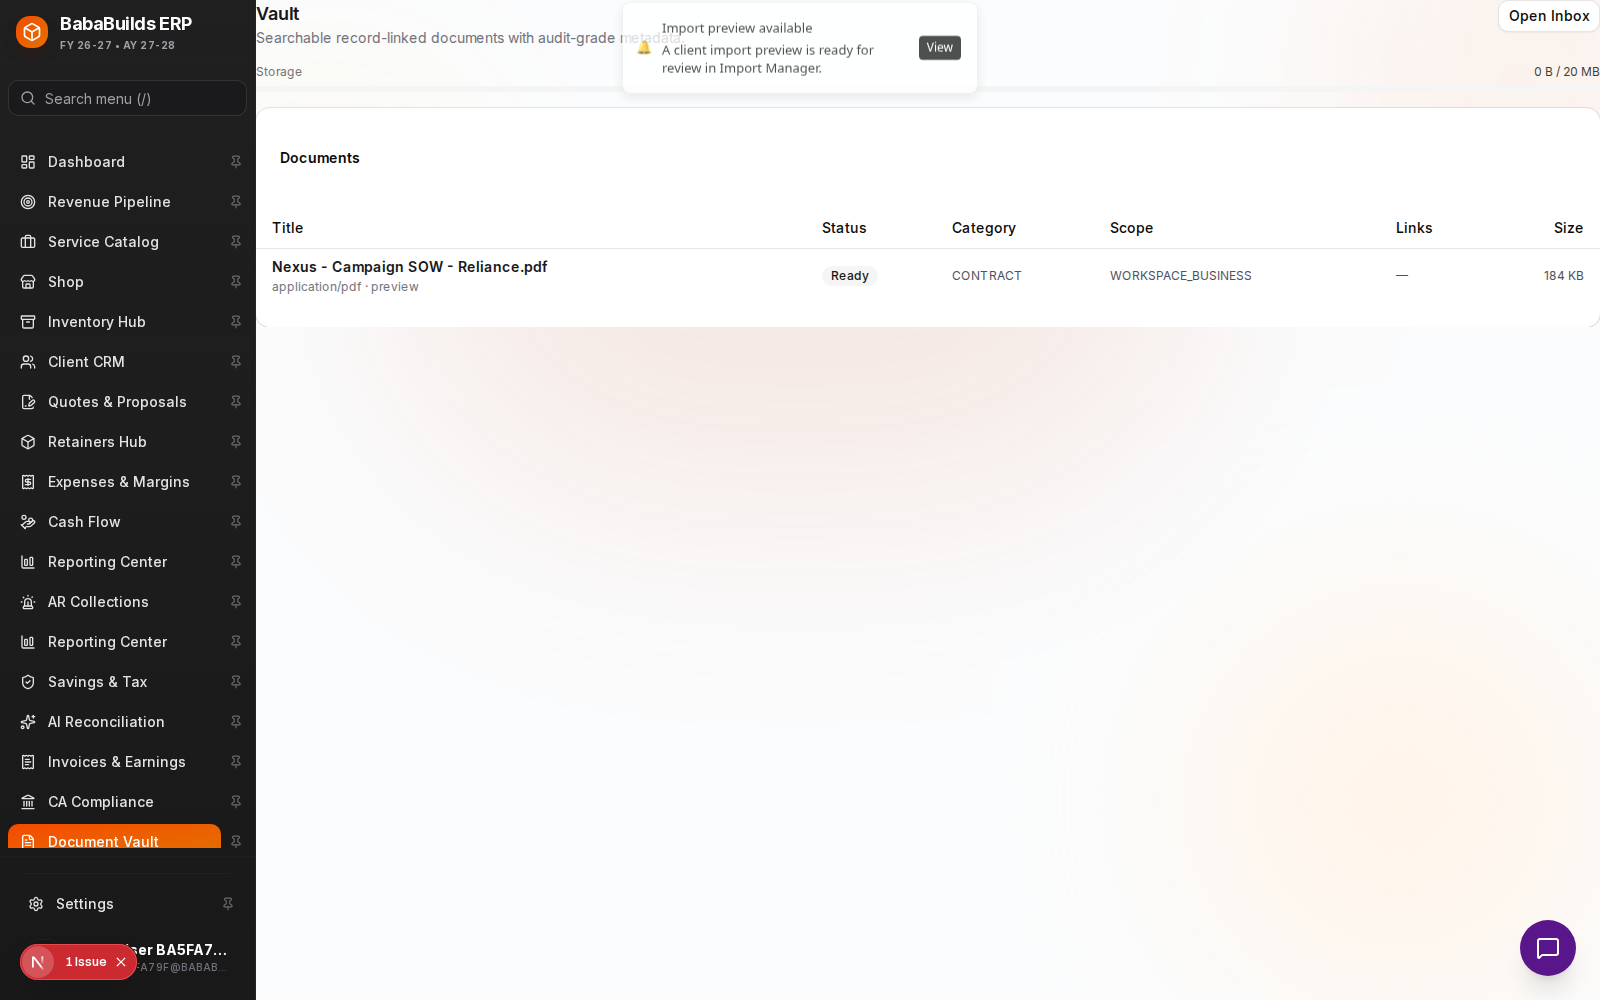 BabaBuilds ERP
FY 26-27 • AY 27-28
Search menu (/)
Dashboard
Revenue Pipeline
Service Catalog
Shop
Inventory Hub
Client CRM
Quotes & Proposals
Retainers Hub
Expenses & Margins
Cash Flow
Reporting Center
AR Collections
Reporting Center
Savings & Tax
AI Reconciliation
Invoices & Earnings
CA Compliance
Document Vault
Settings
ser BA5FA7...
FA79F@BABAB...
N 1 Issue
Vault
Searchable record-linked documents with audit-grade metadata.
Open Inbox
Import preview available
A client import preview is ready for
review in Import Manager.
View
Storage
0 B / 20 MB
Documents
Title Status Category Scope Links Size
Nexus - Campaign SOW - Reliance.pdf
application/pdf · preview
Ready CONTRACT WORKSPACE_BUSINESS — 184 KB